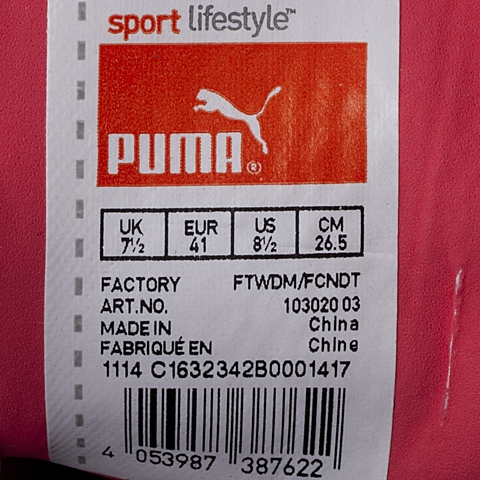 sport lifestyle™
PUMA®
UK EUR US CM
7½ 41 8½ 26.5
FACTORY FTWDM/FCNDT
ART.NO. 103020 03
MADE IN China
FABRIQUÉ EN Chine
1114 C1632342B0001417
4 053987 387622